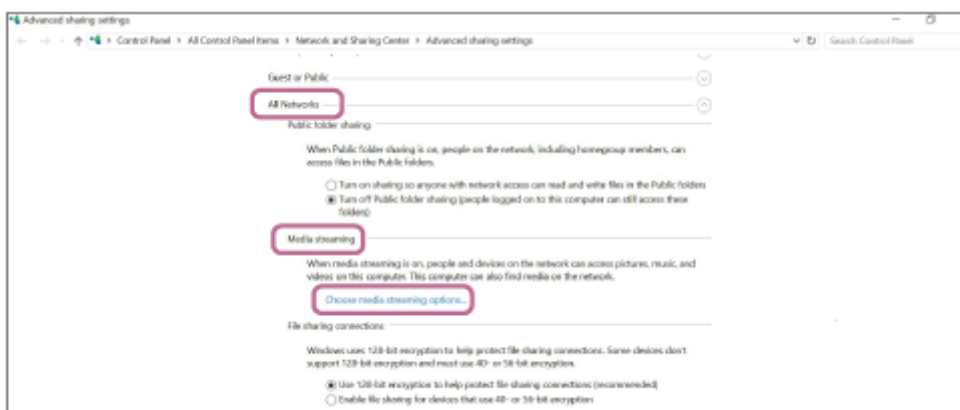 Advanced sharing settings
Control Panel > All Control Panel Items > Network and Sharing Center > Advanced sharing settings
Search Control Panel
Guest or Public
All Networks
Public folder sharing
When Public folder sharing is on, people on the network, including homegroup members, can
access files in the Public folders.
Turn on sharing so anyone with network access can read and write files in the Public folders
Turn off Public folder sharing (people logged on to this computer can still access these
folders)
Media streaming
When media streaming is on, people and devices on the network can access pictures, music, and
videos on this computer. This computer can also find media on the network.
Choose media streaming options...
File sharing connections
Windows uses 128-bit encryption to help protect file sharing connections. Some devices don't
support 128-bit encryption and must use 40- or 56-bit encryption.
Use 128-bit encryption to help protect file sharing connections (recommended)
Enable file sharing for devices that use 40- or 56-bit encryption